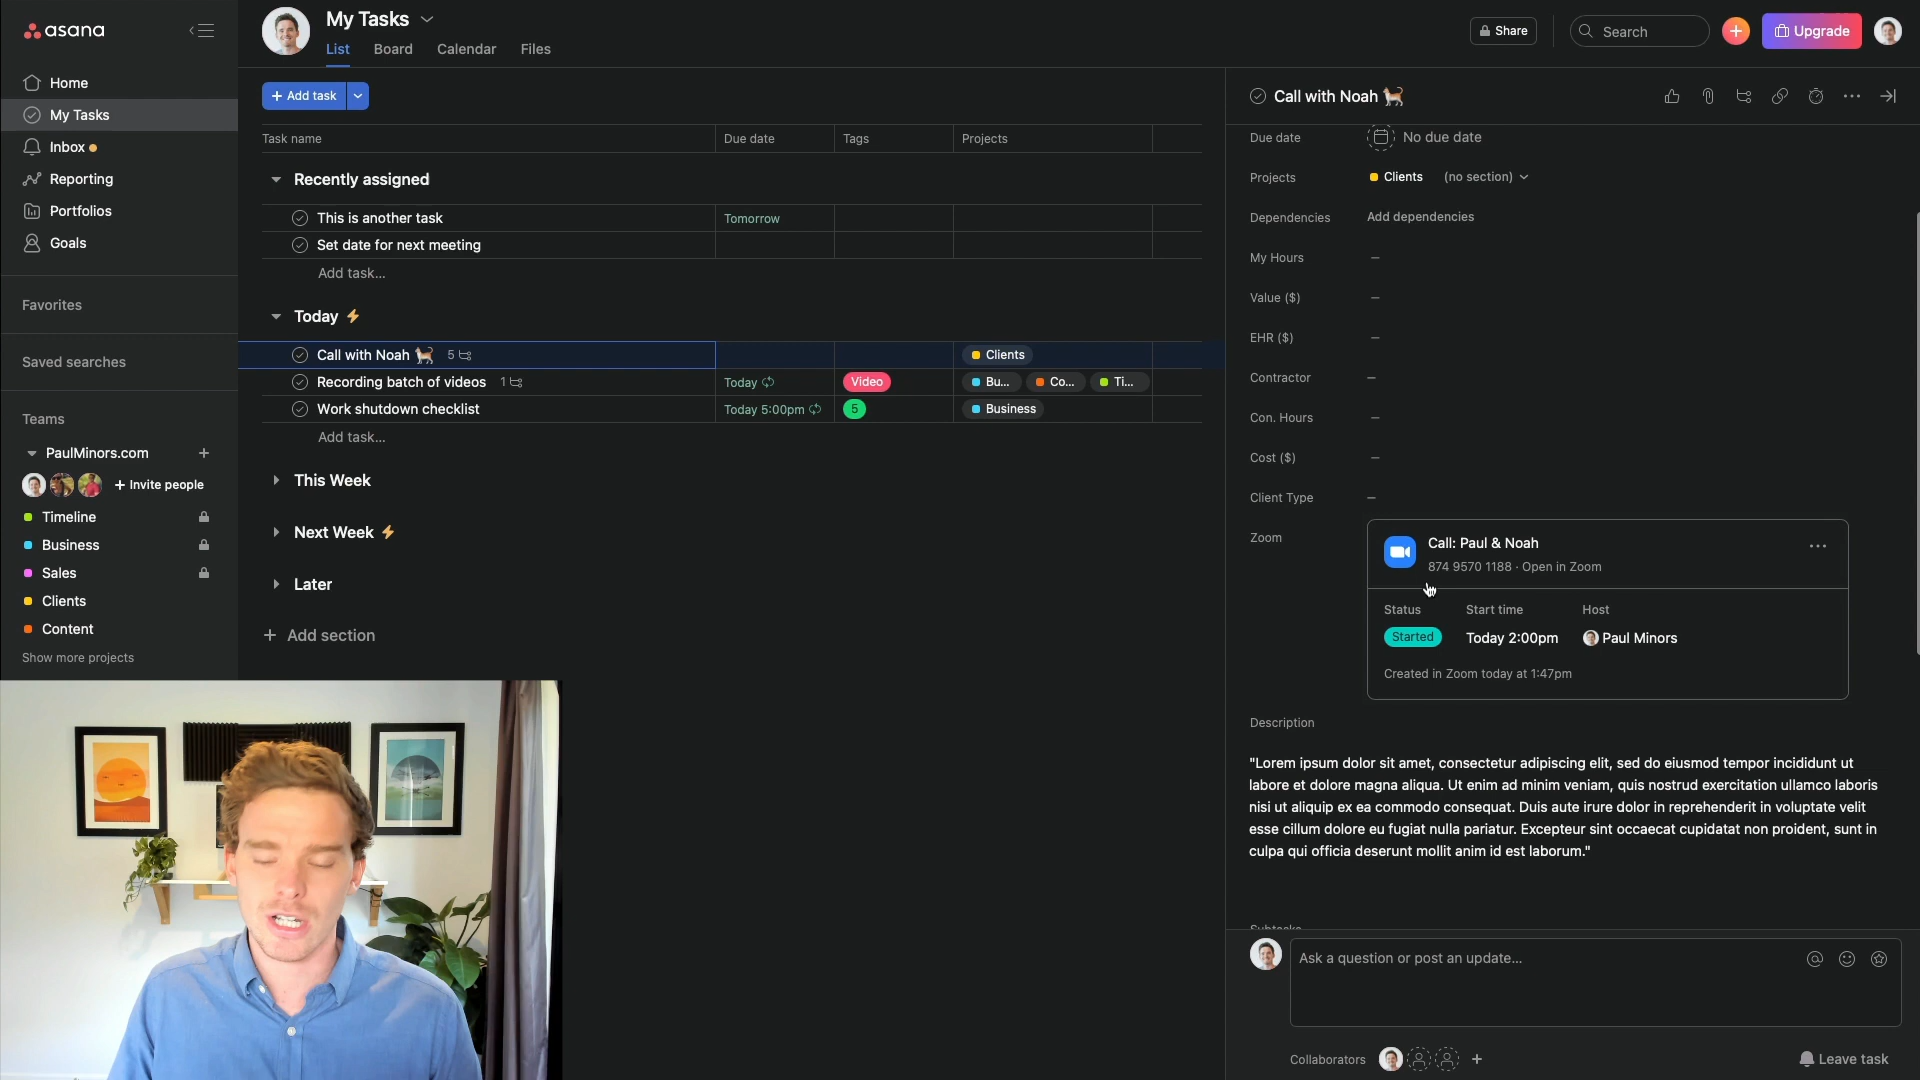 asana
Home
My Tasks
Inbox
Reporting
Portfolios
Goals
Favorites
Saved searches
Teams
PaulMinors.com
Invite people
Timeline
Business
Sales
Clients
Content
Show more projects
My Tasks
List Board Calendar Files
Share
Search
Upgrade
Add task
Task name Due date Tags Projects
Recently assigned
This is another task Tomorrow
Set date for next meeting
Add task...
Today
Call with Noah 5 Clients
Recording batch of videos 1 Today Video Bu... Co... Ti...
Work shutdown checklist Today 5:00pm 5 Business
Add task...
This Week
Next Week
Later
Add section
Call with Noah
Due date No due date
Projects Clients (no section)
Dependencies Add dependencies
My Hours —
Value ($) —
EHR ($) —
Contractor —
Con. Hours —
Cost ($) —
Client Type —
Zoom
Call: Paul & Noah
874 9570 1188 · Open in Zoom
Status Start time Host
Started Today 2:00pm Paul Minors
Created in Zoom today at 1:47pm
Description
"Lorem ipsum dolor sit amet, consectetur adipiscing elit, sed do eiusmod tempor incididunt ut
labore et dolore magna aliqua. Ut enim ad minim veniam, quis nostrud exercitation ullamco laboris
nisi ut aliquip ex ea commodo consequat. Duis aute irure dolor in reprehenderit in voluptate velit
esse cillum dolore eu fugiat nulla pariatur. Excepteur sint occaecat cupidatat non proident, sunt in
culpa qui officia deserunt mollit anim id est laborum."
Subtasks
Ask a question or post an update...
Collaborators
Leave task